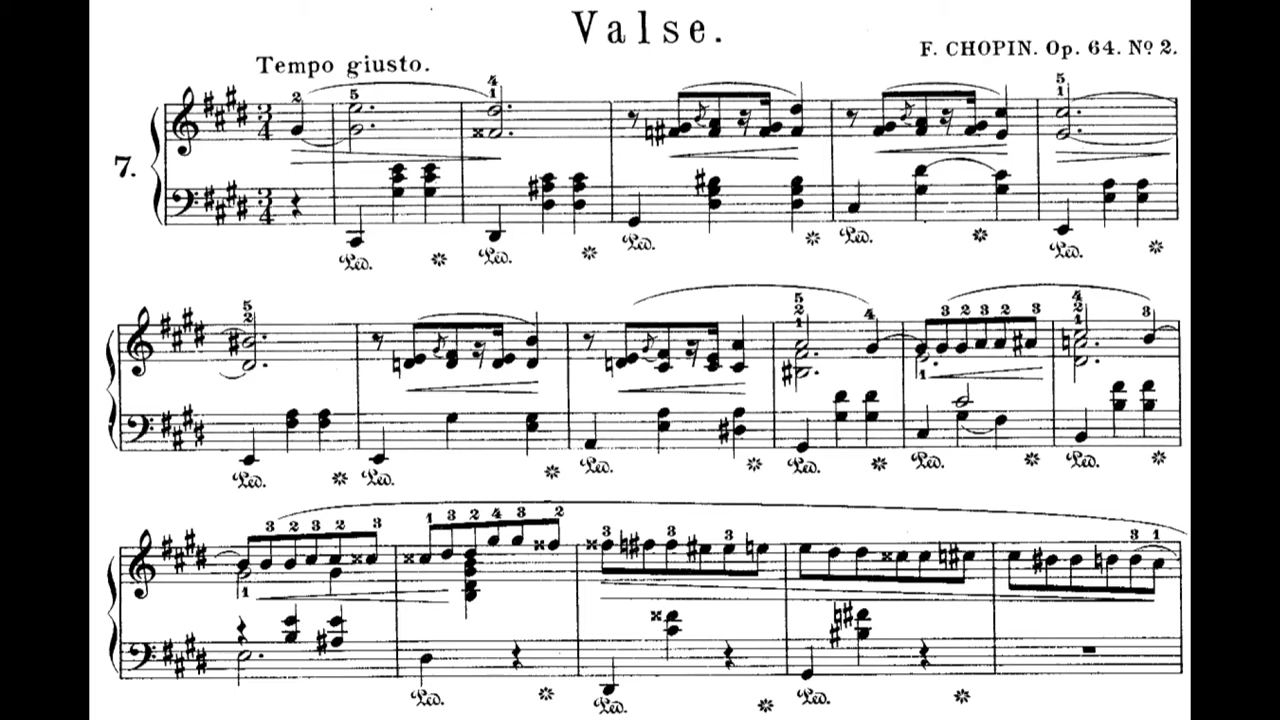 Valse.
F. CHOPIN. Op. 64. Nº 2.
Tempo giusto.
7.